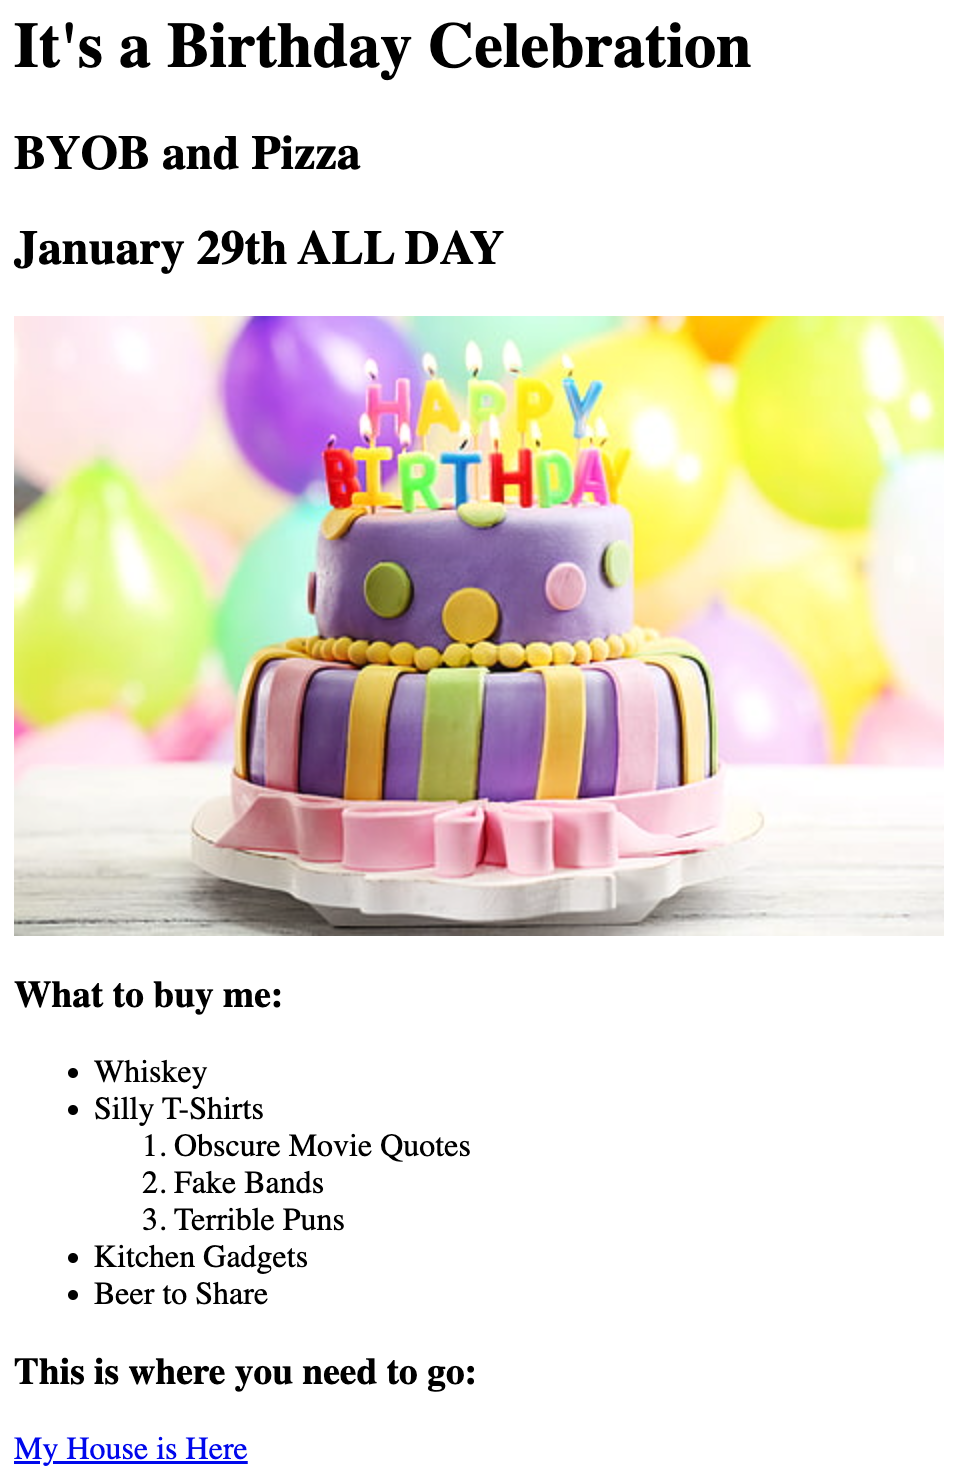 It's a Birthday Celebration
BYOB and Pizza
January 29th ALL DAY
HAPPY
BIRTHDAY
What to buy me:
• Whiskey
• Silly T-Shirts
1. Obscure Movie Quotes
2. Fake Bands
3. Terrible Puns
• Kitchen Gadgets
• Beer to Share
This is where you need to go:
My House is Here